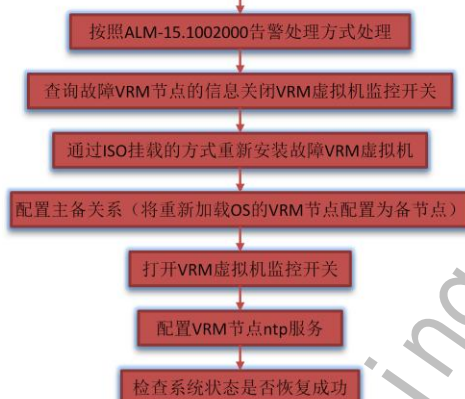 按照ALM-15.1002000告警处理方式处理
查询故障VRM节点的信息关闭VRM虚拟机监控开关
通过ISO挂载的方式重新安装故障VRM虚拟机
配置主备关系（将重新加载OS的VRM节点配置为备节点）
打开VRM虚拟机监控开关
配置VRM节点ntp服务
检查系统状态是否恢复成功
ing